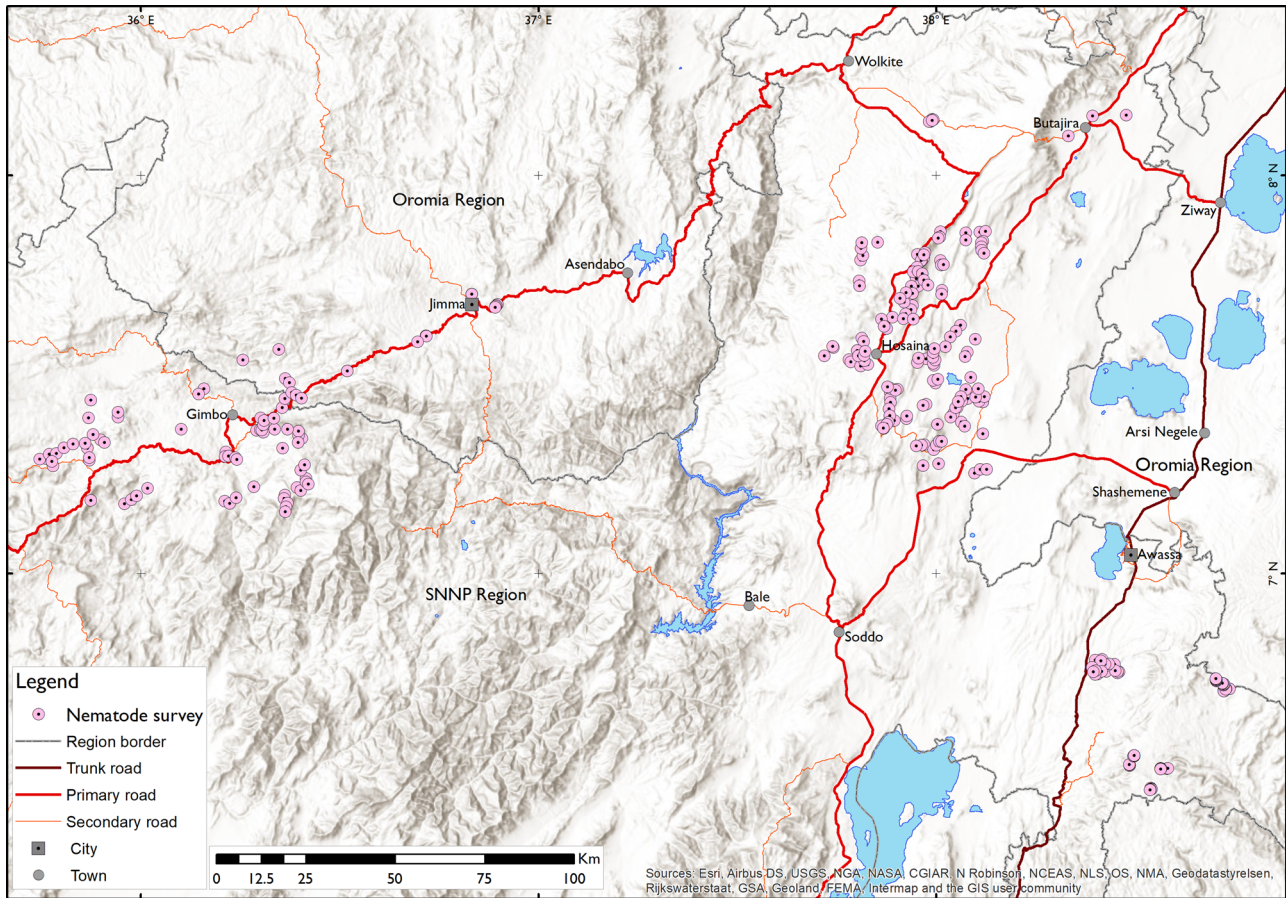 36° E
37° E
38° E
Wolkite
Butajira
8° N
Oromia Region
Ziway
Asendabo
Jimma
Hosaina
Gimbo
Arsi Negele
Oromia Region
Shashemene
Awassa
7° N
SNNP Region
Bale
Soddo
Legend
Nematode survey
Region border
Trunk road
Primary road
Secondary road
City
Town
Km
0 12.5 25 50 75 100
Sources: Esri, Airbus DS, USGS, NGA, NASA, CGIAR, N Robinson, NCEAS, NLS, OS, NMA, Geodatastyrelsen,
Rijkswaterstaat, GSA, Geoland, FEMA, Intermap and the GIS user community